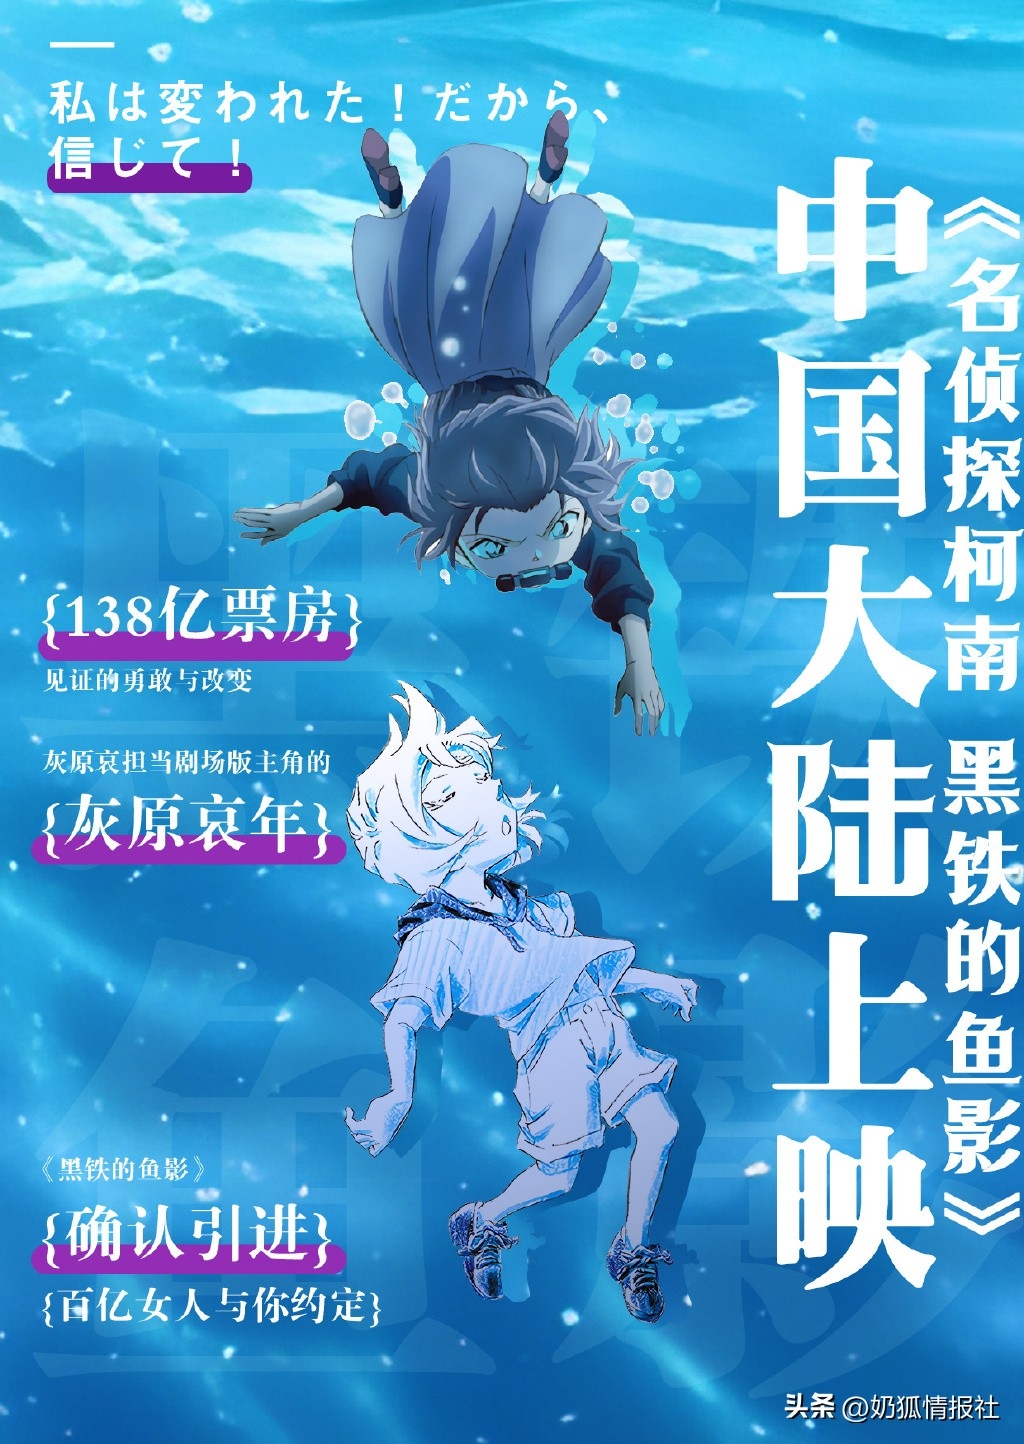 私は変われた！だから、
信じて！
《名侦探柯南 黑铁的鱼影》
中国大陆上映
{138亿票房}
见证的勇敢与改变
灰原哀担当剧场版主角的
{灰原哀年}
《黑铁的鱼影》
{确认引进}
{百亿女人与你约定}
黑铁
鱼影
头条 @奶狐情报社